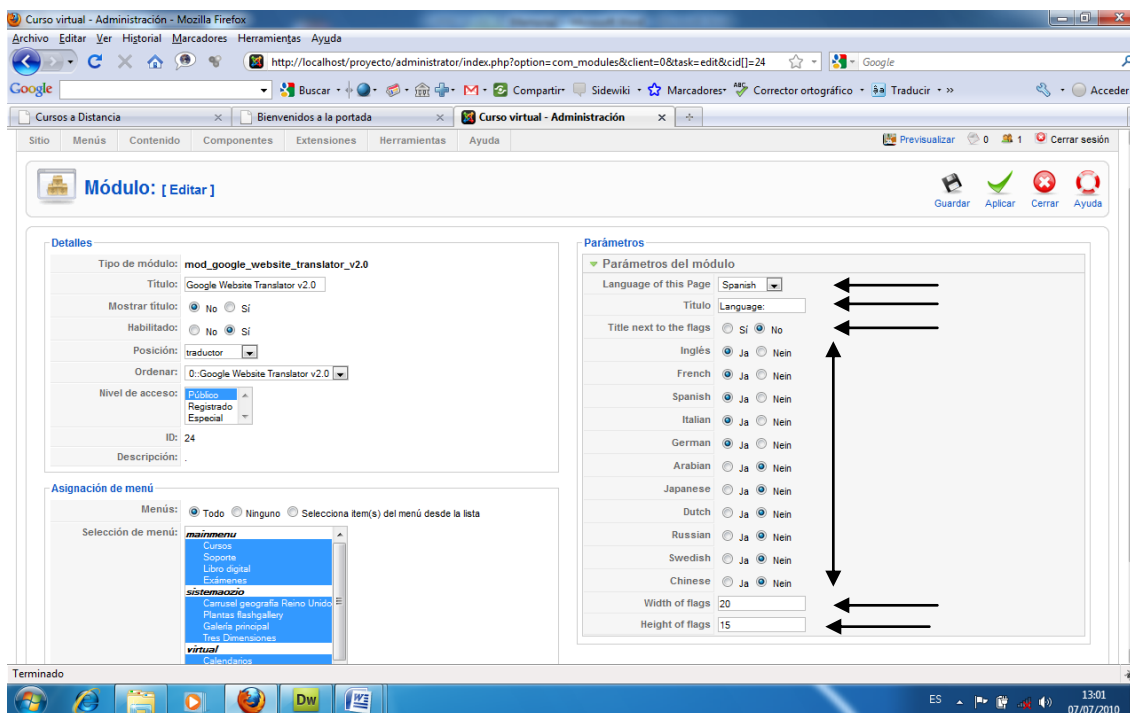 Curso virtual - Administración - Mozilla Firefox
Archivo Editar Ver Historial Marcadores Herramientas Ayuda
http://localhost/proyecto/administrator/index.php?option=com_modules&client=0&task=edit&cid[]=24 Google
Google Buscar Compartir Sidewiki Marcadores ABC Corrector ortográfico Traducir » Acceder
Cursos a Distancia Bienvenidos a la portada Curso virtual - Administración
Sitio Menús Contenido Componentes Extensiones Herramientas Ayuda Previsualizar 0 1 Cerrar sesión
Módulo: [ Editar ]
Guardar Aplicar Cerrar Ayuda
Detalles
Tipo de módulo: mod_google_website_translator_v2.0
Título: Google Website Translator v2.0
Mostrar título: No Sí
Habilitado: No Sí
Posición: traductor
Ordenar: 0::Google Website Translator v2.0
Nivel de acceso: Público
Registrado
Especial
ID: 24
Descripción: .
Asignación de menú
Menús: Todo Ninguno Selecciona item(s) del menú desde la lista
Selección de menú: mainmenu
Cursos
Soporte
Libro digital
Exámenes
sistemaozio
Carrusel geografía Reino Unido
Plantas flashgallery
Galería principal
Tres Dimensiones
virtual
Calendarios
Parámetros
Parámetros del módulo
Language of this Page Spanish
Título Language:
Title next to the flags Sí No
Inglés Ja Nein
French Ja Nein
Spanish Ja Nein
Italian Ja Nein
German Ja Nein
Arabian Ja Nein
Japanese Ja Nein
Dutch Ja Nein
Russian Ja Nein
Swedish Ja Nein
Chinese Ja Nein
Width of flags 20
Height of flags 15
Terminado
Dw ES 13:01
07/07/2010